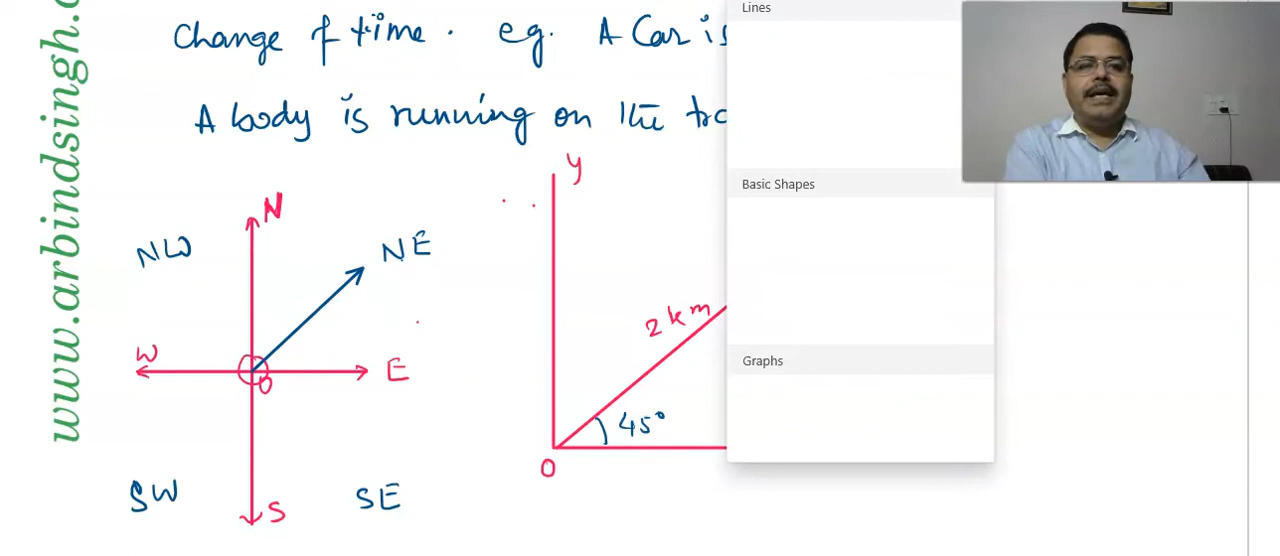 www.arbindsingh.c
change of time. eg. A Car is
A body is running on the
Lines
Basic Shapes
Graphs
N
NW
NE
W
O
E
SW
S
SE
y
2 km
45°
O